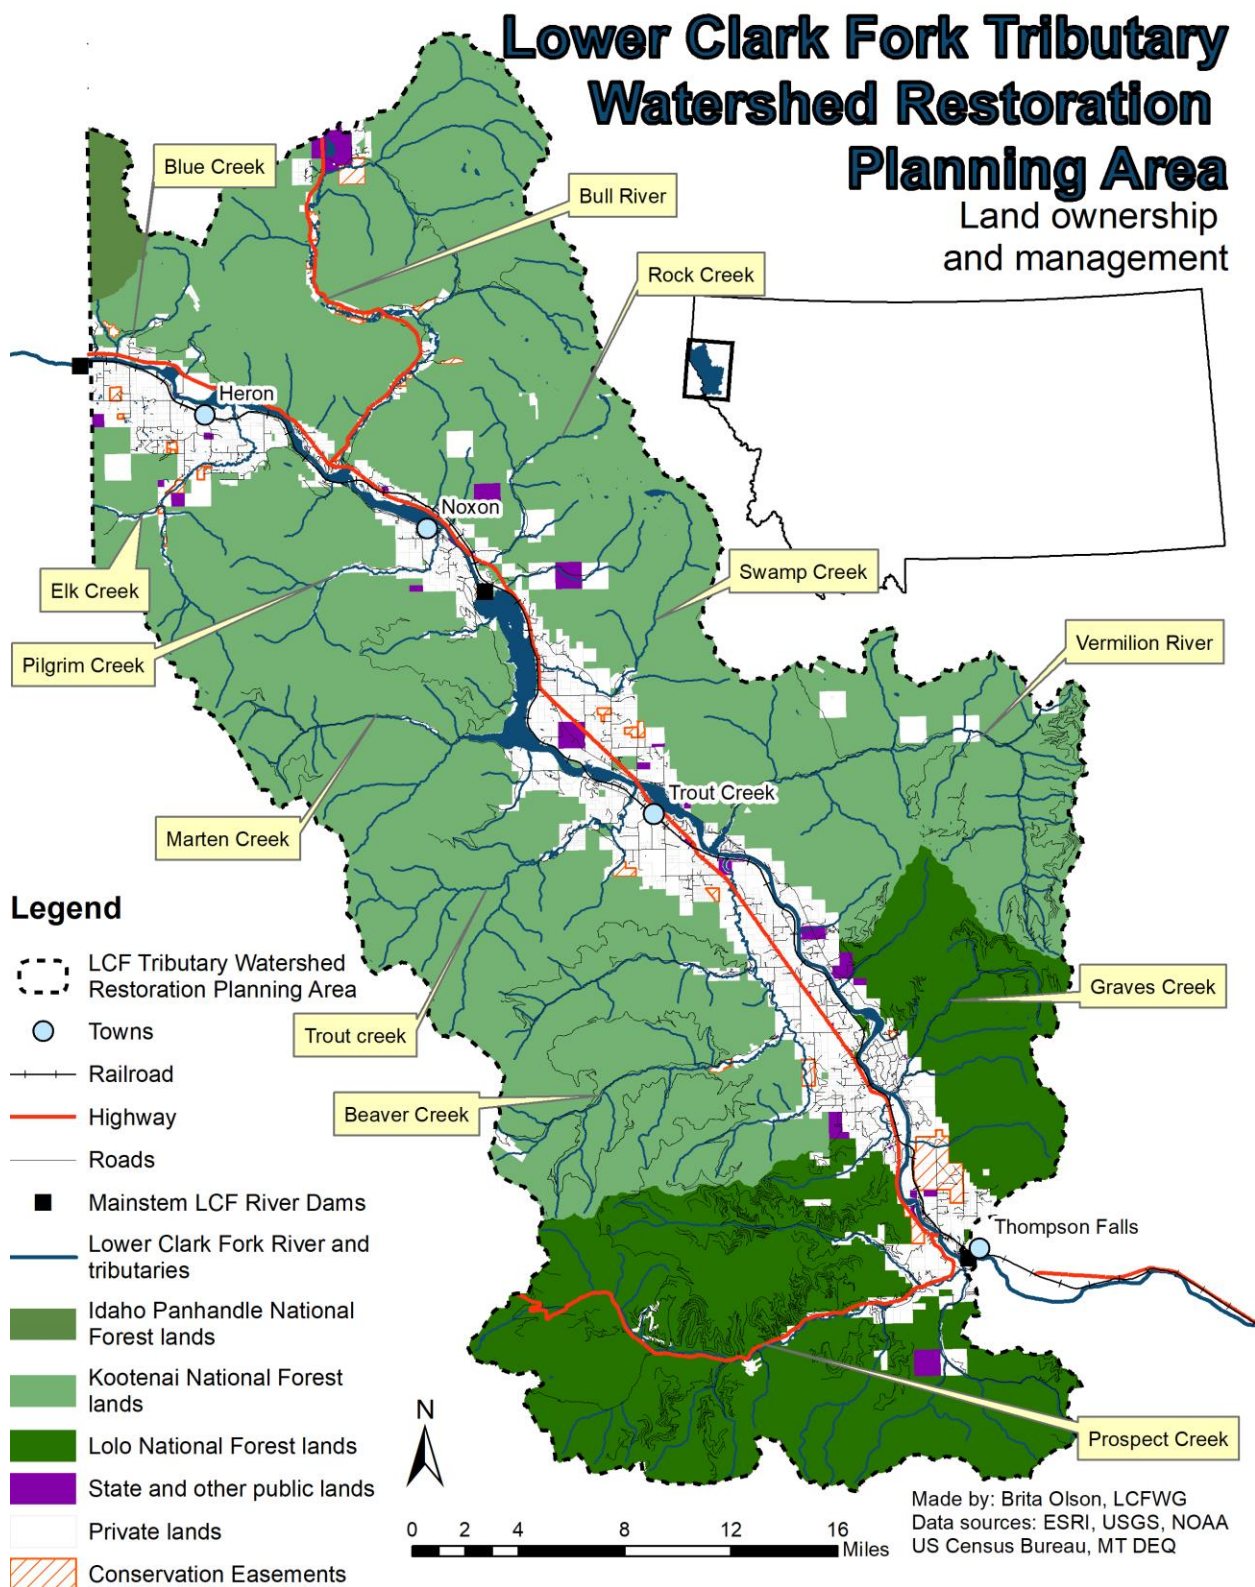 Lower Clark Fork Tributary
Watershed Restoration
Planning Area
Land ownership
and management
Blue Creek
Bull River
Rock Creek
Heron
Noxon
Elk Creek
Swamp Creek
Pilgrim Creek
Vermilion River
Trout Creek
Marten Creek
Graves Creek
Trout creek
Beaver Creek
Thompson Falls
Prospect Creek
Legend
LCF Tributary Watershed
Restoration Planning Area
Towns
Railroad
Highway
Roads
Mainstem LCF River Dams
Lower Clark Fork River and
tributaries
Idaho Panhandle National
Forest lands
Kootenai National Forest
lands
Lolo National Forest lands
State and other public lands
Private lands
Conservation Easements
N
0 2 4 8 12 16
Miles
Made by: Brita Olson, LCFWG
Data sources: ESRI, USGS, NOAA
US Census Bureau, MT DEQ